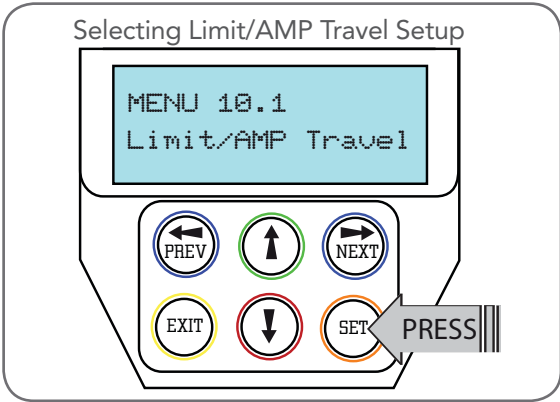 Selecting Limit/AMP Travel Setup
MENU 10.1
Limit/AMP Travel
PREV
NEXT
EXIT
SET
PRESS